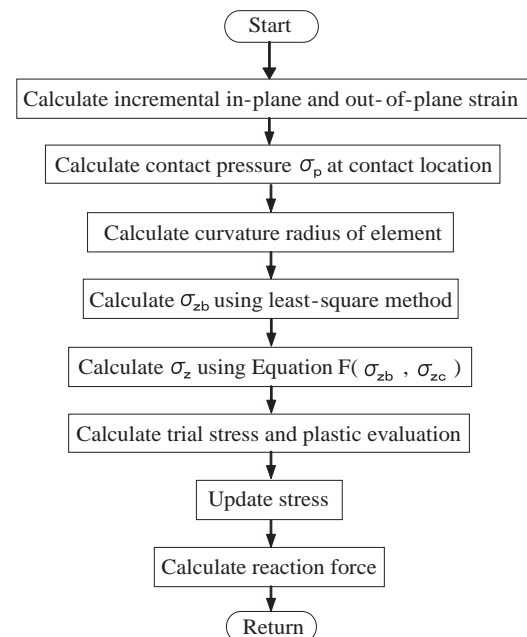 Start
Calculate incremental in-plane and out-of-plane strain
Calculate contact pressure σp at contact location
Calculate curvature radius of element
Calculate σzb using least-square method
Calculate σz using Equation F( σzb , σzc )
Calculate trial stress and plastic evaluation
Update stress
Calculate reaction force
Return